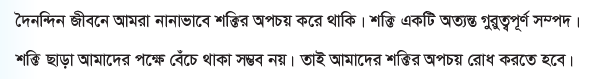 দৈনন্দিন জীবনে আমরা নানাভাবে শক্তির অপচয় করে থাকি। শক্তি একটি অত্যন্ত গুরুত্বপূর্ণ সম্পদ।
শক্তি ছাড়া আমাদের পক্ষে বেঁচে থাকা সম্ভব নয়। তাই আমাদের শক্তির অপচয় রোধ করতে হবে।